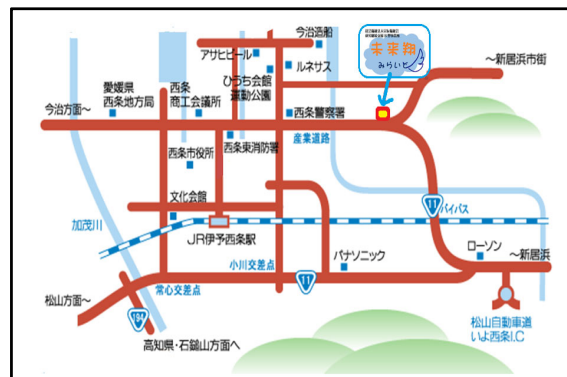 今治造船
アサヒビール
ルネサス
ひうち会館
運動公園
未来翔
みらいと
～新居浜市街
愛媛県
西条地方局
西条
商工会議所
今治方面～
西条警察署
産業道路
西条東消防署
西条市役所
文化会館
加茂川
JR伊予西条駅
11
バイパス
ローソン
～新居浜
小川交差点
パナソニック
常心交差点
11
松山方面～
194
高知県・石鎚山方面へ
松山自動車道
いよ西条I.C